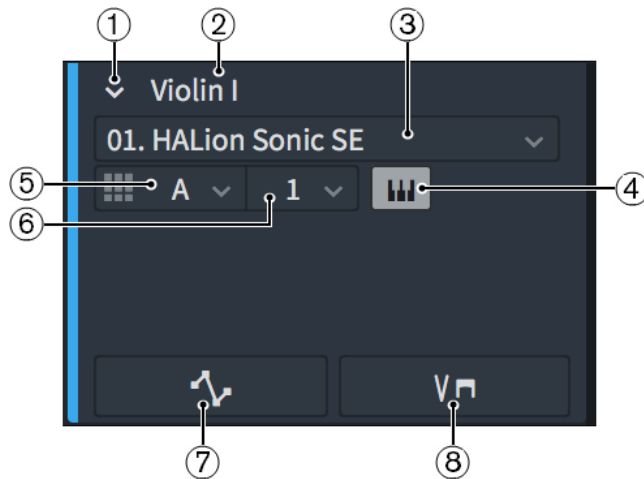 ① ② ③
Violin I
01. HALion Sonic SE
⑤ A 1 ④
⑥
⑦ ⑧